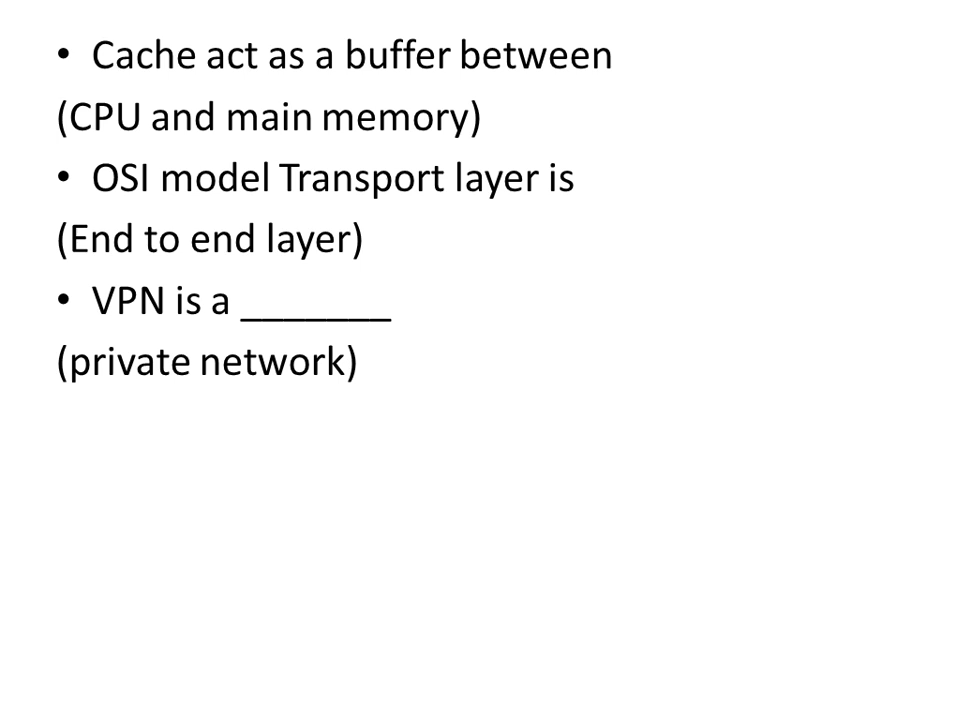 • Cache act as a buffer between
(CPU and main memory)
• OSI model Transport layer is
(End to end layer)
• VPN is a _______
(private network)